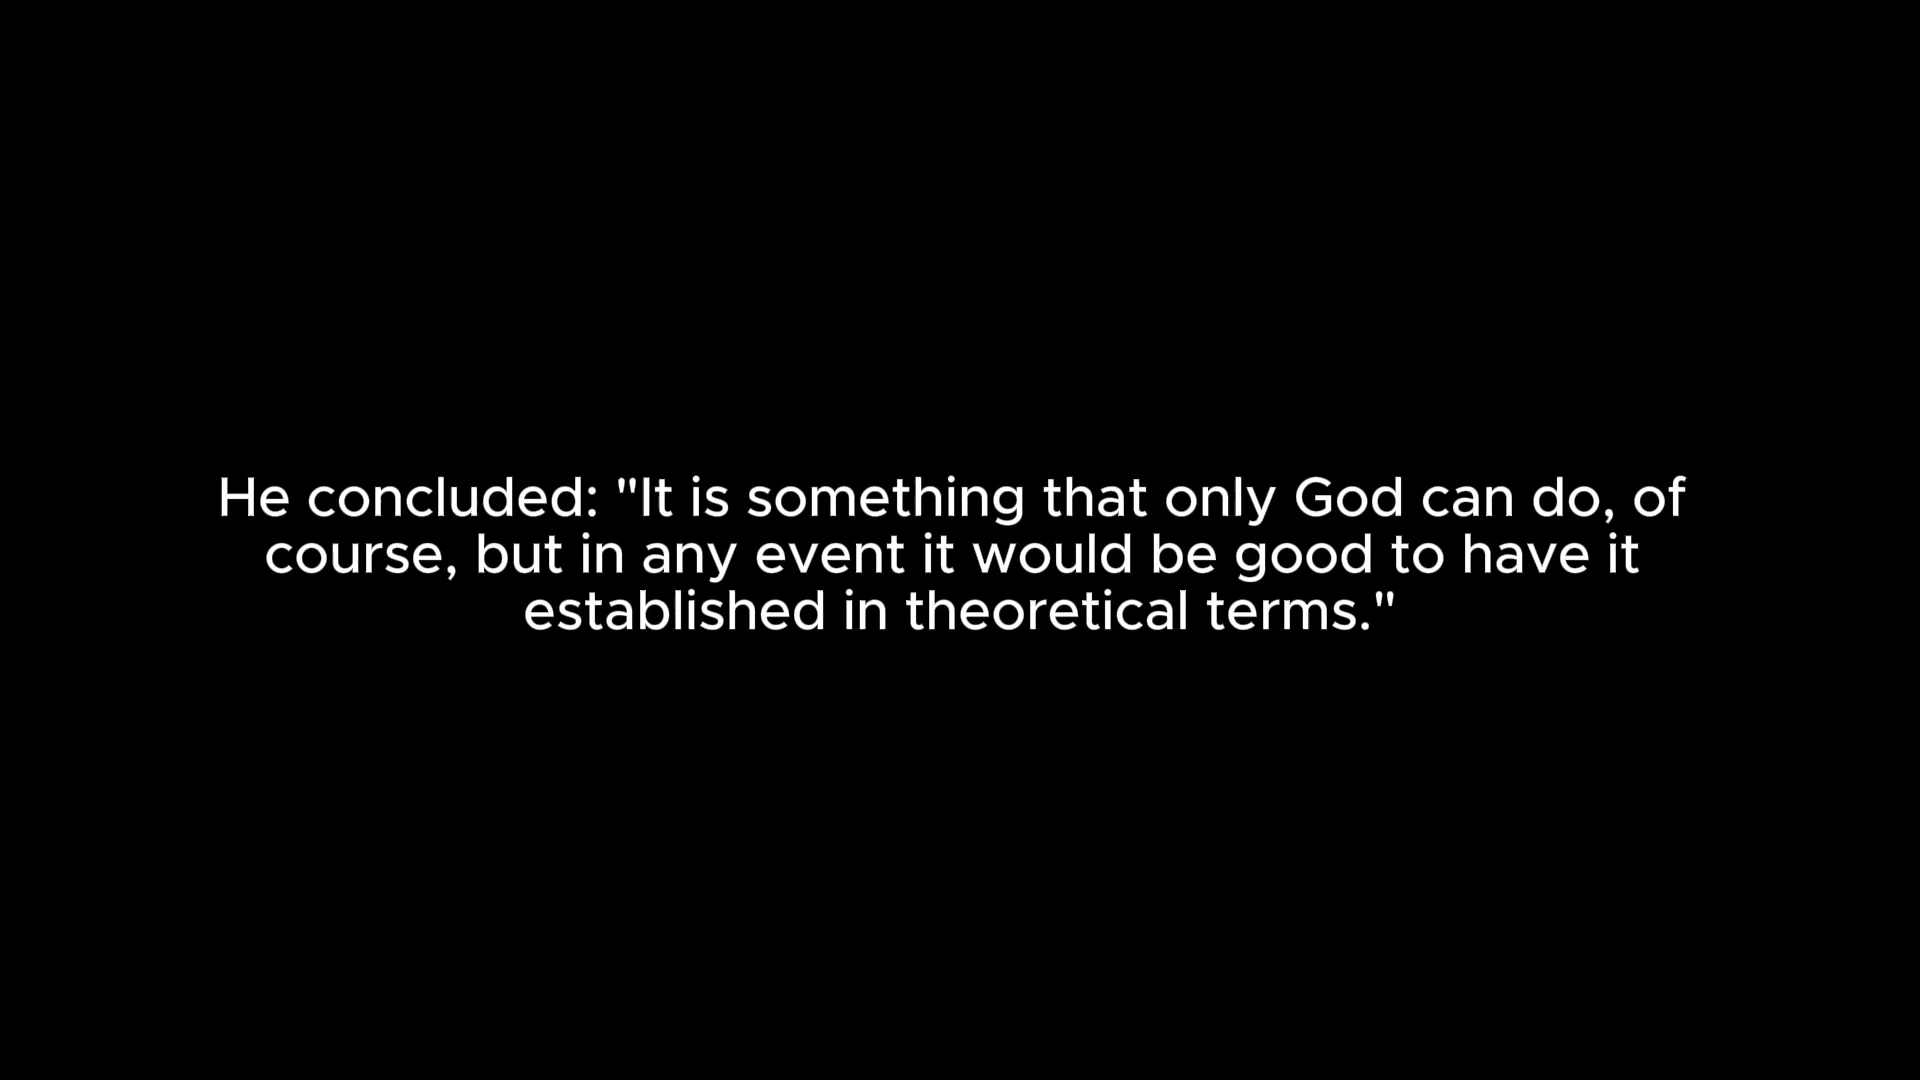 He concluded: "It is something that only God can do, of
course, but in any event it would be good to have it
established in theoretical terms."